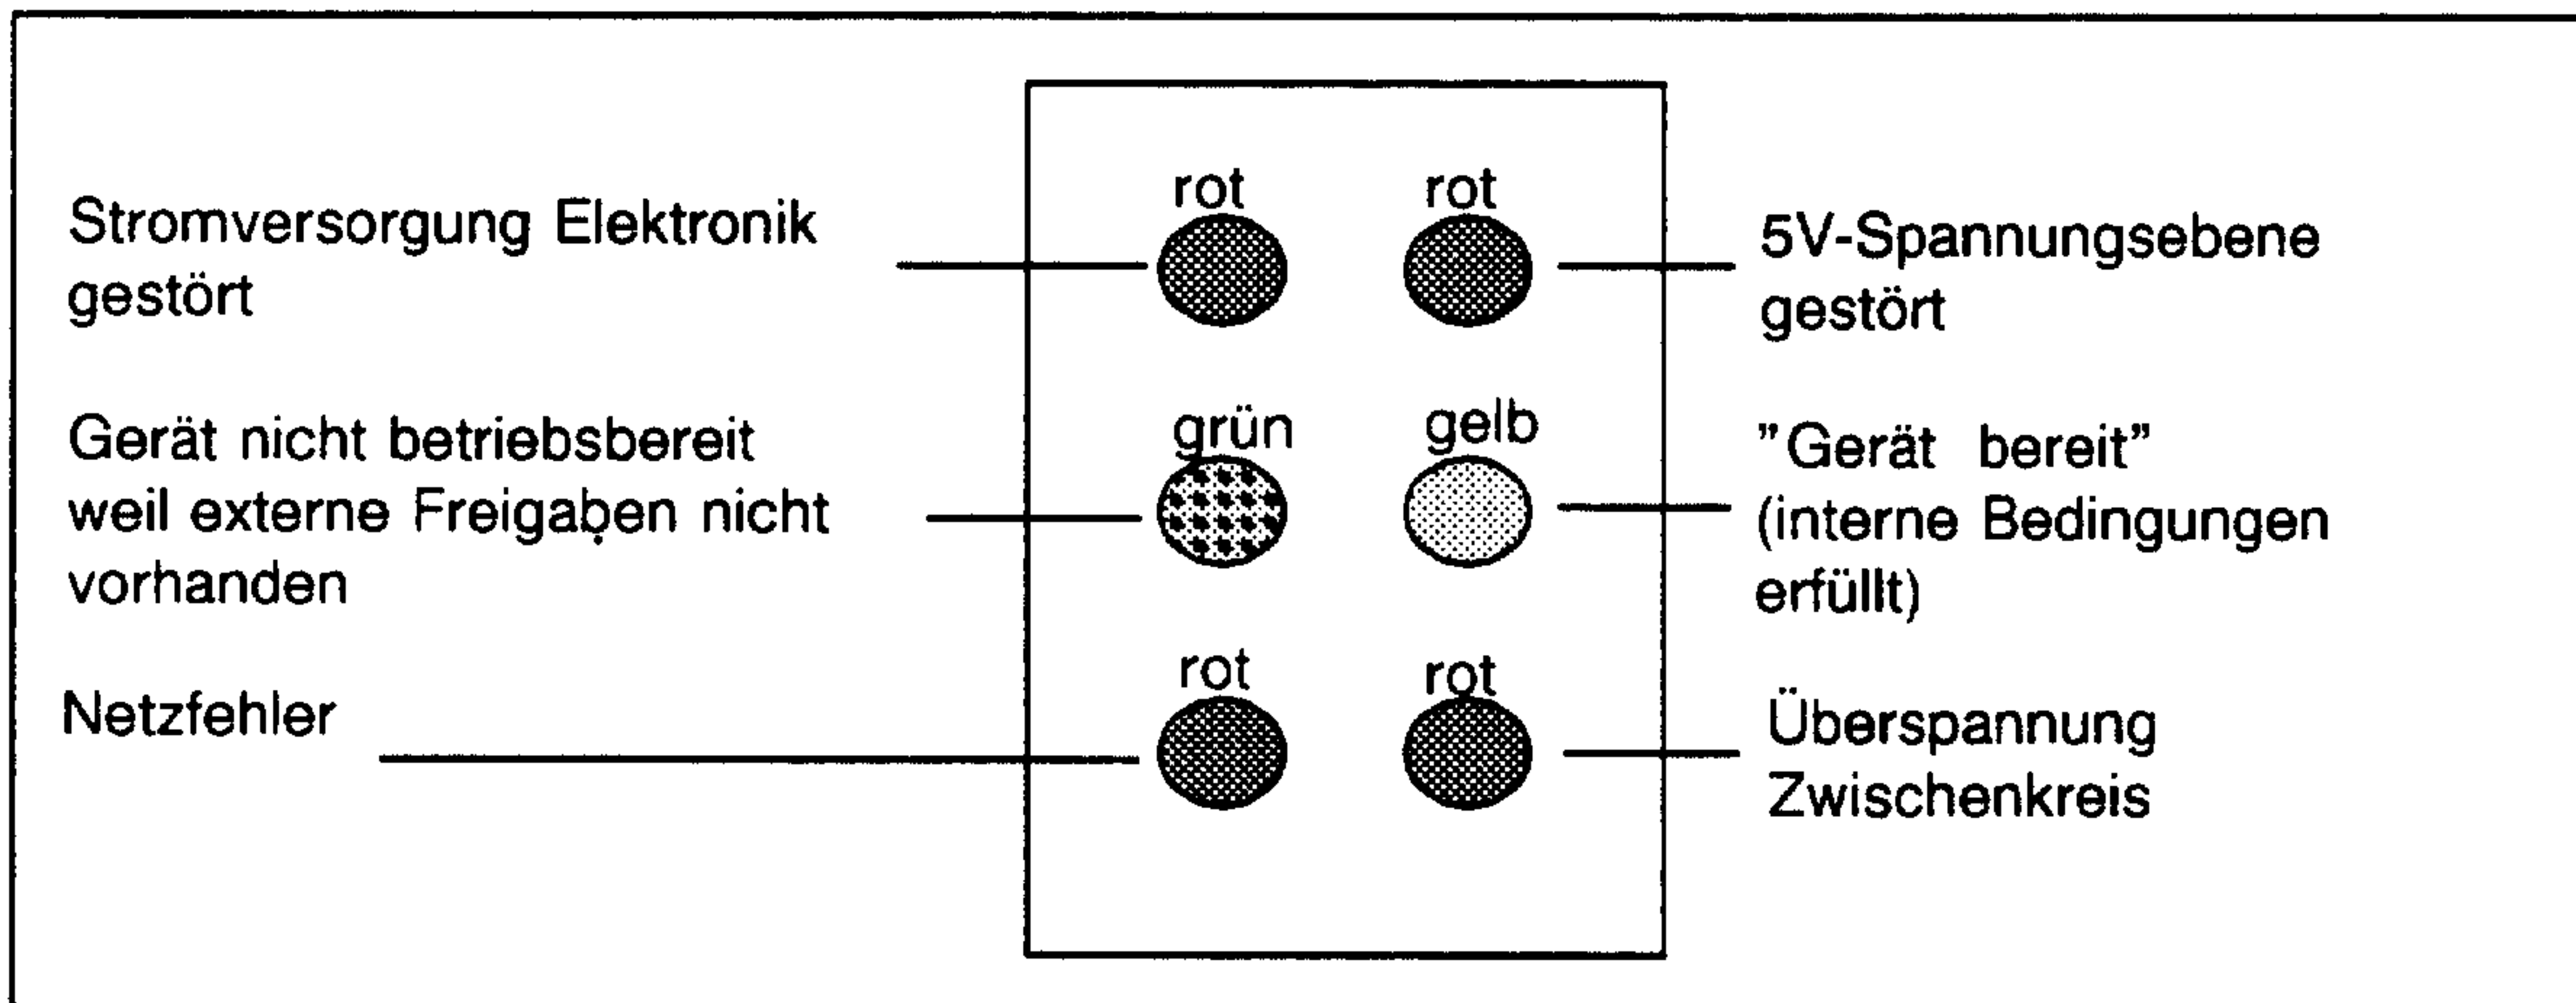 rot rot
Stromversorgung Elektronik
gestört
5V-Spannungsebene
gestört
grün gelb
Gerät nicht betriebsbereit
weil externe Freigaben nicht
vorhanden
"Gerät bereit"
(interne Bedingungen
erfüllt)
rot rot
Netzfehler
Überspannung
Zwischenkreis